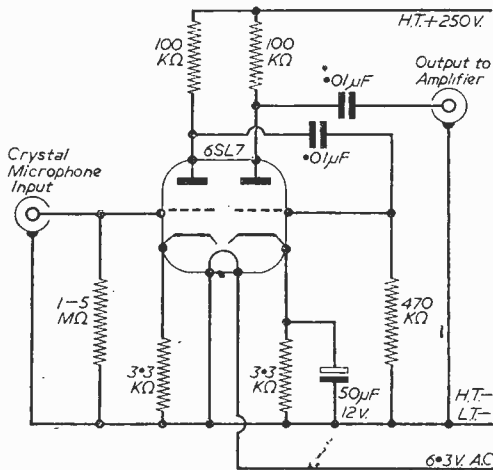 H.T.+250V.
100
KΩ
100
KΩ
Output to
Amplifier
·01μF
·01μF
6SL7
Crystal
Microphone
Input
1–5
MΩ
3·3
KΩ
3·3
KΩ
50μF
12V.
470
KΩ
H.T.–
L.T.–
6·3V. A.C